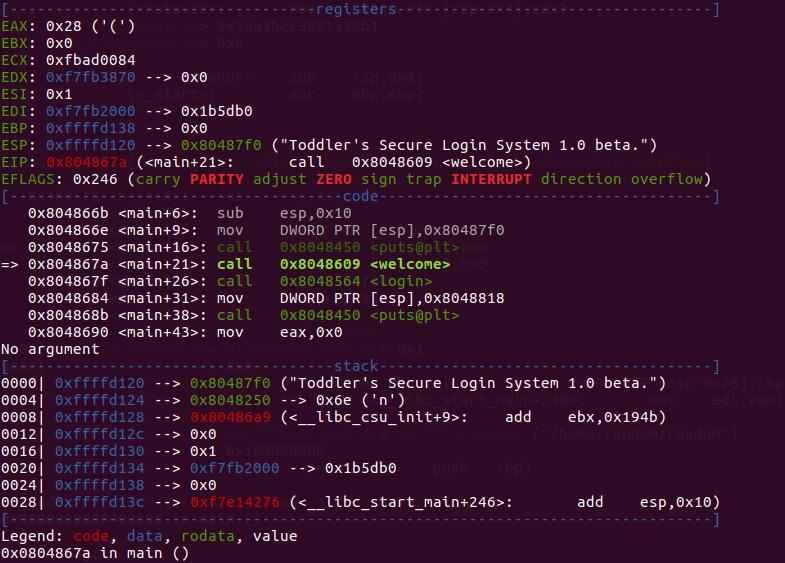 [----------------------------------registers-----------------------------------]
EAX: 0x28 ('(')
EBX: 0x0
ECX: 0xfbad0084
EDX: 0xf7fb3870 --> 0x0
ESI: 0x1
EDI: 0xf7fb2000 --> 0x1b5db0
EBP: 0xffffd138 --> 0x0
ESP: 0xffffd120 --> 0x80487f0 ("Toddler's Secure Login System 1.0 beta.")
EIP: 0x804867a (<main+21>:      call   0x8048609 <welcome>)
EFLAGS: 0x246 (carry PARITY adjust ZERO sign trap INTERRUPT direction overflow)
[-------------------------------------code-------------------------------------]
   0x804866b <main+6>:  sub    esp,0x10
   0x804866e <main+9>:  mov    DWORD PTR [esp],0x80487f0
   0x8048675 <main+16>: call   0x8048450 <puts@plt>
=> 0x804867a <main+21>: call   0x8048609 <welcome>
   0x804867f <main+26>: call   0x8048564 <login>
   0x8048684 <main+31>: mov    DWORD PTR [esp],0x8048818
   0x804868b <main+38>: call   0x8048450 <puts@plt>
   0x8048690 <main+43>: mov    eax,0x0
No argument
[------------------------------------stack-------------------------------------]
0000| 0xffffd120 --> 0x80487f0 ("Toddler's Secure Login System 1.0 beta.")
0004| 0xffffd124 --> 0x8048250 --> 0x6e ('n')
0008| 0xffffd128 --> 0x80486a9 (<__libc_csu_init+9>:    add    ebx,0x194b)
0012| 0xffffd12c --> 0x0
0016| 0xffffd130 --> 0x1
0020| 0xffffd134 --> 0xf7fb2000 --> 0x1b5db0
0024| 0xffffd138 --> 0x0
0028| 0xffffd13c --> 0xf7e14276 (<__libc_start_main+246>:       add    esp,0x10)
[------------------------------------------------------------------------------]
Legend: code, data, rodata, value
0x0804867a in main ()